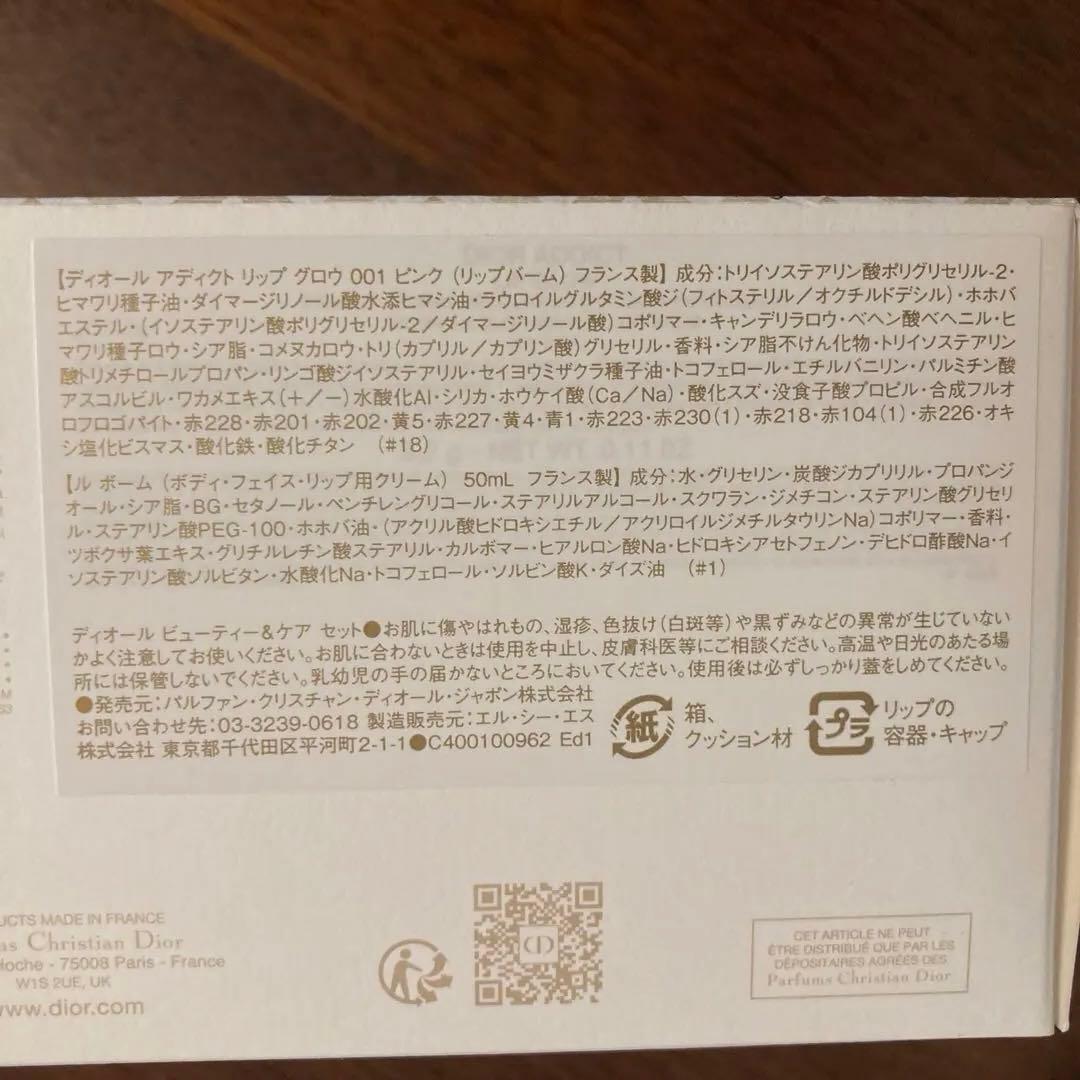 【ディオール アディクト リップ グロウ 001 ピンク（リップバーム）フランス製】成分：トリイソステアリン酸ポリグリセリル-2・
ヒマワリ種子油・ダイマージリノール酸水添ヒマシ油・ラウロイルグルタミン酸ジ（フィトステリル／オクチルドデシル）・ホホバ
エステル・（イソステアリン酸ポリグリセリル-2／ダイマージリノール酸）コポリマー・キャンデリラロウ・ベヘン酸ベヘニル・ヒ
マワリ種子ロウ・シア脂・コメヌカロウ・トリ（カプリル／カプリン酸）グリセリル・香料・シア脂不けん化物・トリイソステアリン
酸トリメチロールプロパン・リンゴ酸ジイソステアリル・セイヨウミザクラ種子油・トコフェロール・エチルバニリン・パルミチン酸
アスコルビル・ワカメエキス（＋／－）水酸化Al・シリカ・ホウケイ酸（Ca／Na）・酸化スズ・没食子酸プロピル・合成フルオ
ロフロゴパイト・赤228・赤201・赤202・黄5・赤227・黄4・青1・赤223・赤230（1）・赤218・赤104（1）・赤226・オキ
シ塩化ビスマス・酸化鉄・酸化チタン （#18）
【ル ボーム（ボディ・フェイス・リップ用クリーム） 50mL フランス製】成分：水・グリセリン・炭酸ジカプリリル・プロパンジ
オール・シア脂・BG・セタノール・ペンチレングリコール・ステアリルアルコール・スクワラン・ジメチコン・ステアリン酸グリセリ
ル・ステアリン酸PEG-100・ホホバ油・（アクリル酸ヒドロキシエチル／アクリロイルジメチルタウリンNa）コポリマー・香料・
ツボクサ葉エキス・グリチルレチン酸ステアリル・カルボマー・ヒアルロン酸Na・ヒドロキシアセトフェノン・デヒドロ酢酸Na・イ
ソステアリン酸ソルビタン・水酸化Na・トコフェロール・ソルビン酸K・ダイズ油 （#1）
ディオール ビューティー&ケア セット●お肌に傷やはれもの、湿疹、色抜け（白斑等）や黒ずみなどの異常が生じていない
かよく注意してお使いください。お肌に合わないときは使用を中止し、皮膚科医等にご相談ください。高温や日光のあたる場
所には保管しないでください。乳幼児の手の届かないところにおいてください。使用後は必ずしっかり蓋をしめてください。
●発売元：パルファン・クリスチャン・ディオール・ジャポン株式会社
お問い合わせ先：03-3239-0618 製造販売元：エル・シー・エス
株式会社 東京都千代田区平河町2-1-1●C400100962 Ed1
紙
箱、
クッション材
プラ
リップの
容器・キャップ
UCTS MADE IN FRANCE
as Christian Dior
Hoche - 75008 Paris - France
W1S 2UE, UK
www.dior.com
CD
CET ARTICLE NE PEUT
ÊTRE DISTRIBUÉ QUE PAR LES
DÉPOSITAIRES AGRÉÉS DES
Parfums Christian Dior